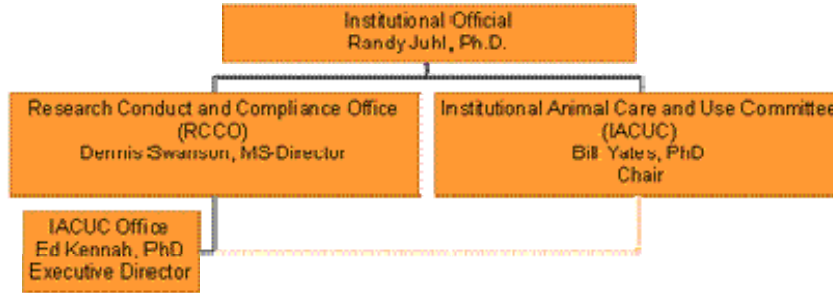 Institutional Official
Randy Juhl, Ph.D.
Research Conduct and Compliance Office
(RCCO)
Dennis Swanson, MS-Director
Institutional Animal Care and Use Committee
(IACUC)
Bill Yates, PhD
Chair
IACUC Office
Ed Kennah, PhD
Executive Director